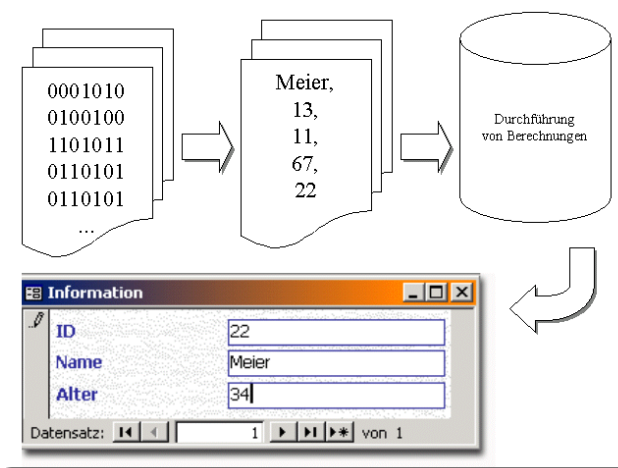 0001010
0100100
1101011
0110101
0110101
...
Meier,
13,
11,
67,
22
Durchführung
von Berechnungen
Information
ID 22
Name Meier
Alter 34
Datensatz: 1 von 1